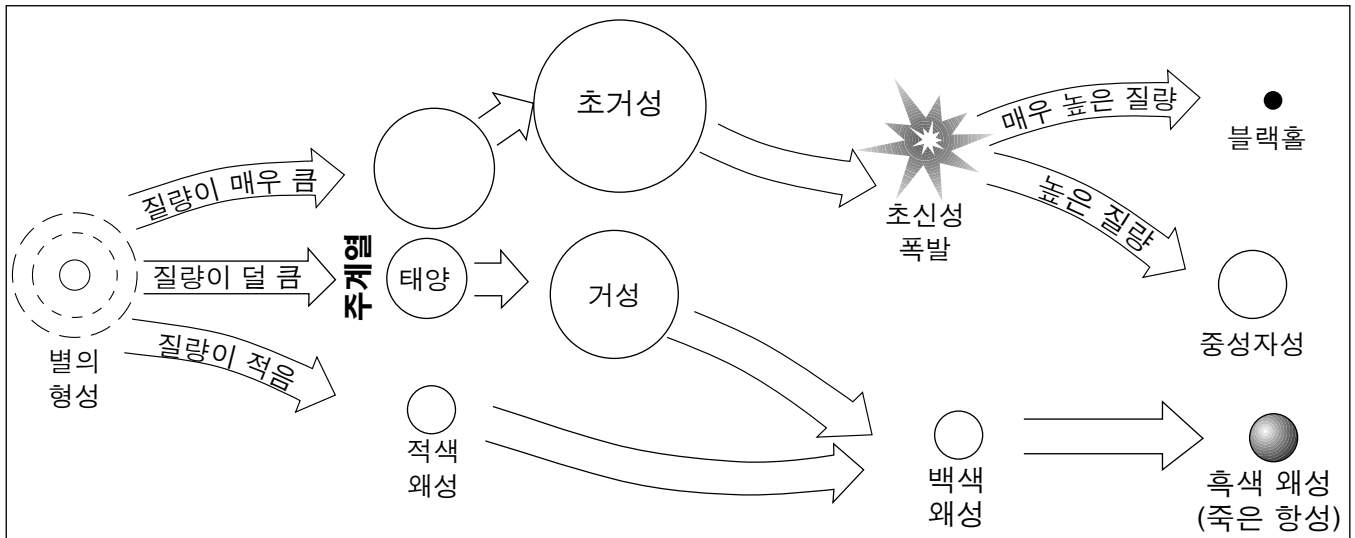 초거성
매우 높은 질량
블랙홀
질량이 매우 큼
초신성
폭발
높은 질량
주계열
질량이 덜 큼
태양
거성
중성자성
별의
형성
질량이 적음
적색
왜성
백색
왜성
흑색 왜성
(죽은 항성)